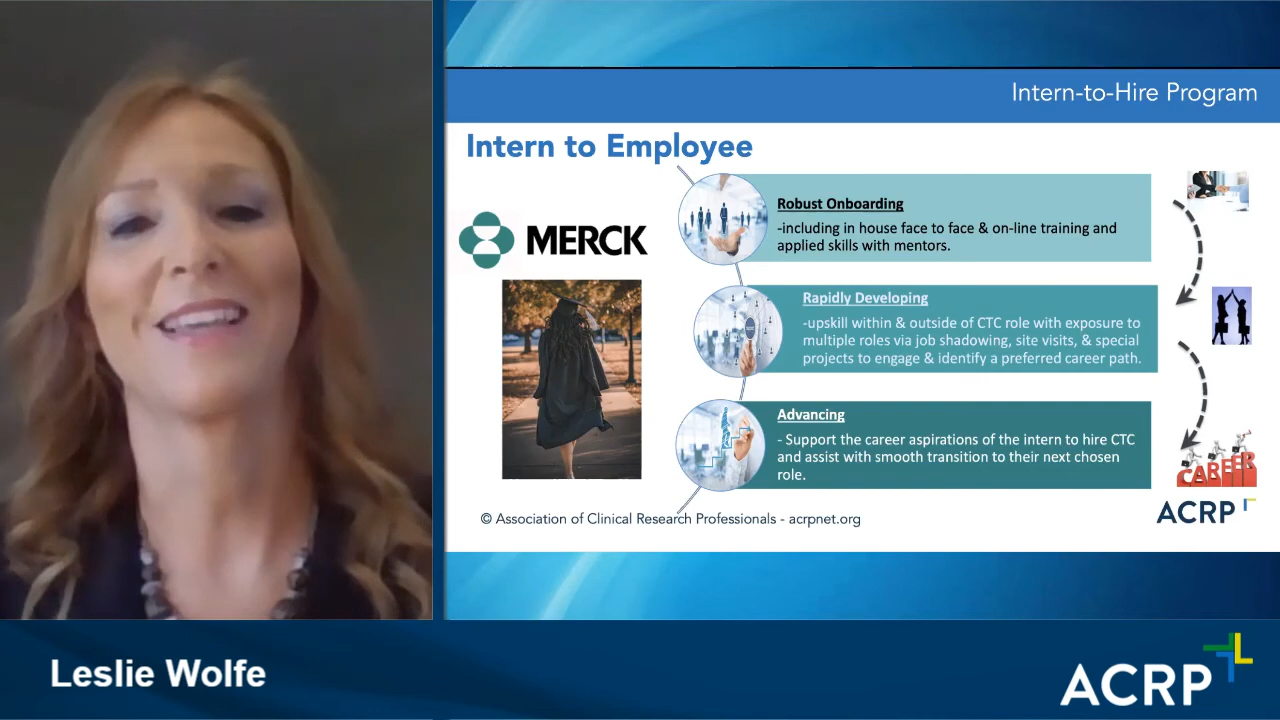 Intern-to-Hire Program
Intern to Employee
MERCK
Robust Onboarding
-including in house face to face & on-line training and
applied skills with mentors.
Rapidly Developing
-upskill within & outside of CTC role with exposure to
multiple roles via job shadowing, site visits, & special
projects to engage & identify a preferred career path.
Advancing
- Support the career aspirations of the intern to hire CTC
and assist with smooth transition to their next chosen
role.
CAREER
© Association of Clinical Research Professionals - acrpnet.org
ACRP
Leslie Wolfe
ACRP